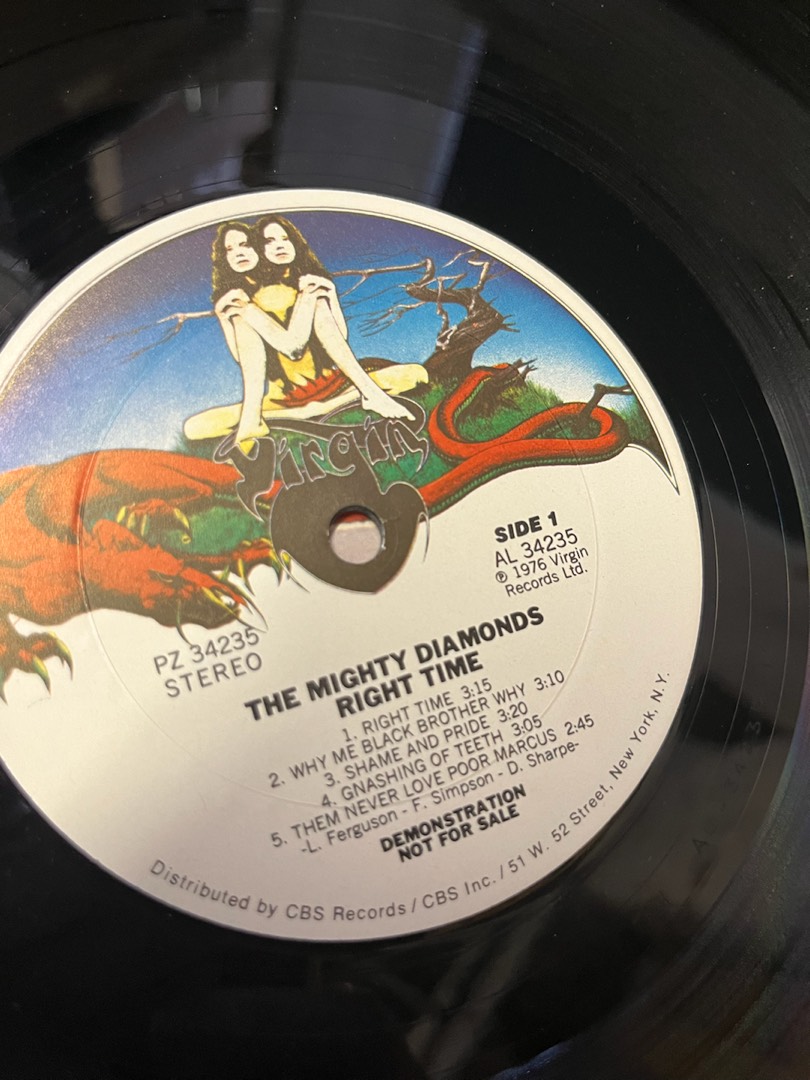 Virgin
SIDE 1
AL 34235
℗ 1976 Virgin
Records Ltd.
PZ 34235
STEREO
THE MIGHTY DIAMONDS
RIGHT TIME
1. RIGHT TIME 3:15
2. WHY ME BLACK BROTHER WHY 3:10
3. SHAME AND PRIDE 3:20
4. GNASHING OF TEETH 3:05
5. THEM NEVER LOVE POOR MARCUS 2:45
-L. Ferguson - F. Simpson - D. Sharpe-
DEMONSTRATION
NOT FOR SALE
Distributed by CBS Records / CBS Inc. / 51 W. 52 Street, New York, N.Y.